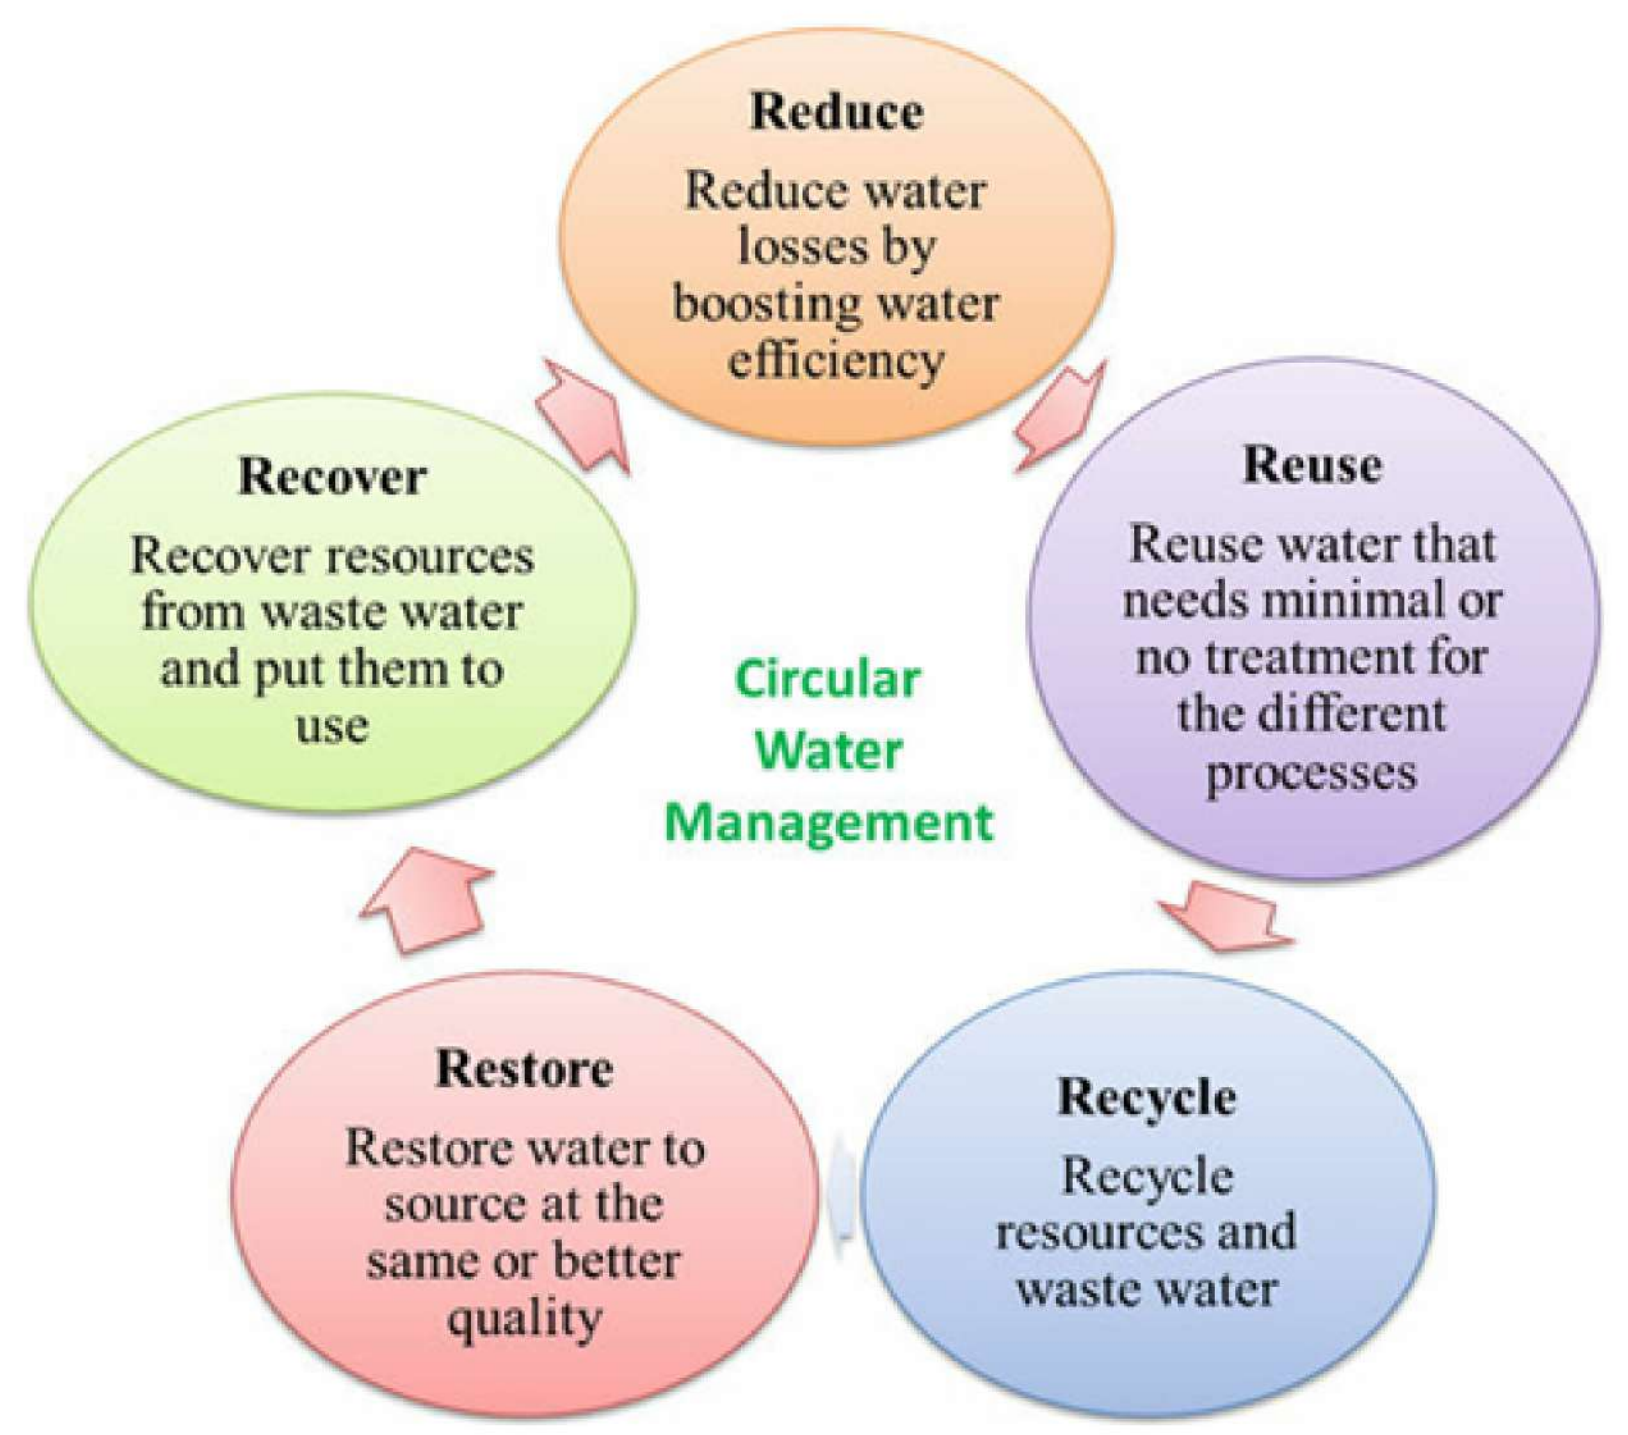 Reduce
Reduce water
losses by
boosting water
efficiency
Reuse
Reuse water that
needs minimal or
no treatment for
the different
processes
Recycle
Recycle
resources and
waste water
Restore
Restore water to
source at the
same or better
quality
Recover
Recover resources
from waste water
and put them to
use
Circular
Water
Management